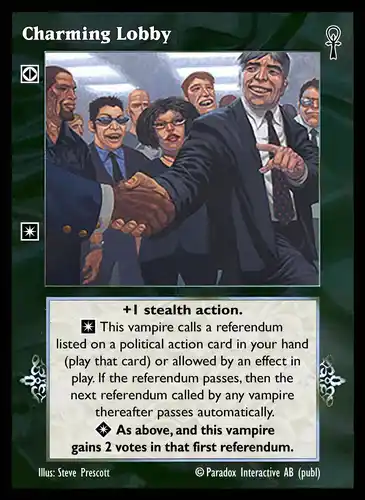 Charming Lobby
+1 stealth action.
This vampire calls a referendum
listed on a political action card in your hand
(play that card) or allowed by an effect in
play. If the referendum passes, then the
next referendum called by any vampire
thereafter passes automatically.
As above, and this vampire
gains 2 votes in that first referendum.
Illus: Steve Prescott © Paradox Interactive AB (publ)